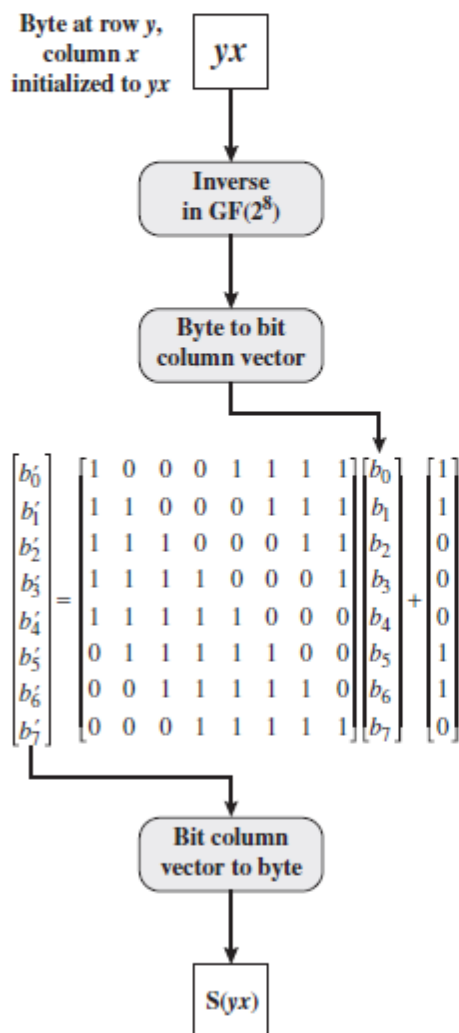 Byte at row y,
column x
initialized to yx
yx
Inverse
in GF(2⁸)
Byte to bit
column vector
[b′0] = [1 0 0 0 1 1 1 1] [b0] + [1]
[b′1] [1 1 0 0 0 1 1 1] [b1] [1]
[b′2] [1 1 1 0 0 0 1 1] [b2] [0]
[b′3] [1 1 1 1 0 0 0 1] [b3] [0]
[b′4] [1 1 1 1 1 0 0 0] [b4] [0]
[b′5] [0 1 1 1 1 1 0 0] [b5] [1]
[b′6] [0 0 1 1 1 1 1 0] [b6] [1]
[b′7] [0 0 0 1 1 1 1 1] [b7] [0]
Bit column
vector to byte
S(yx)